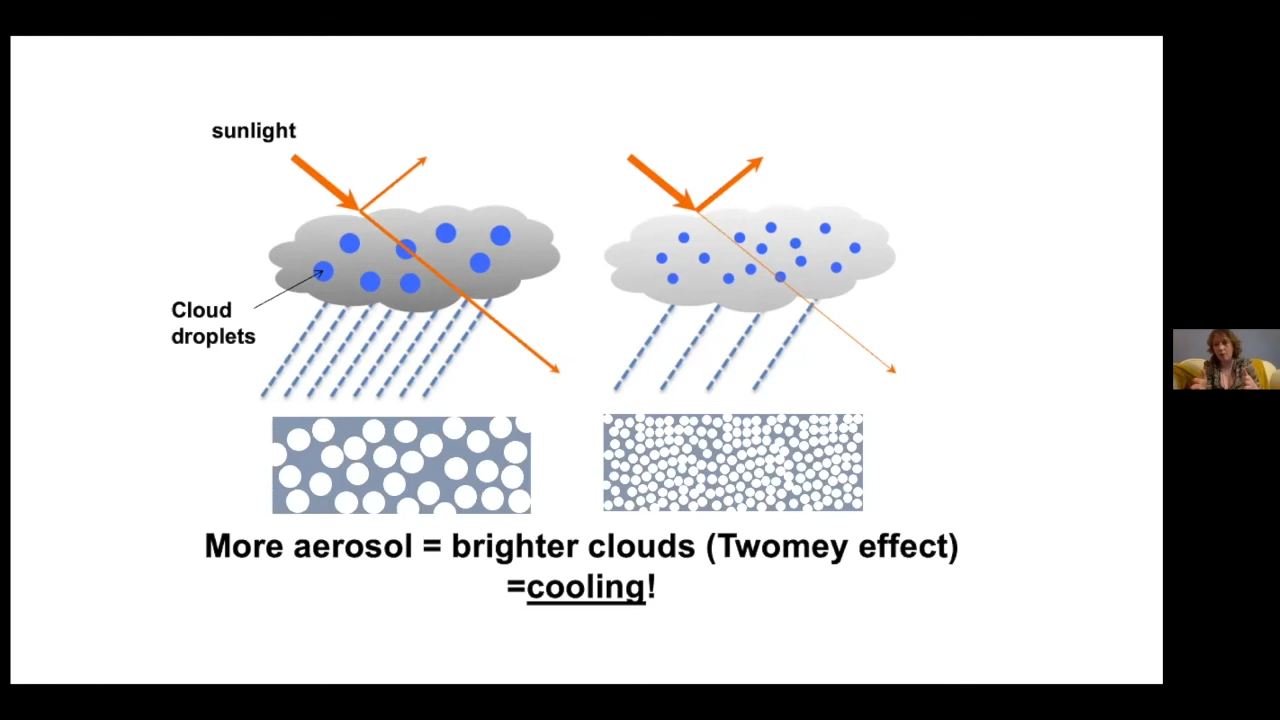 sunlight
Cloud
droplets
More aerosol = brighter clouds (Twomey effect)
=cooling!